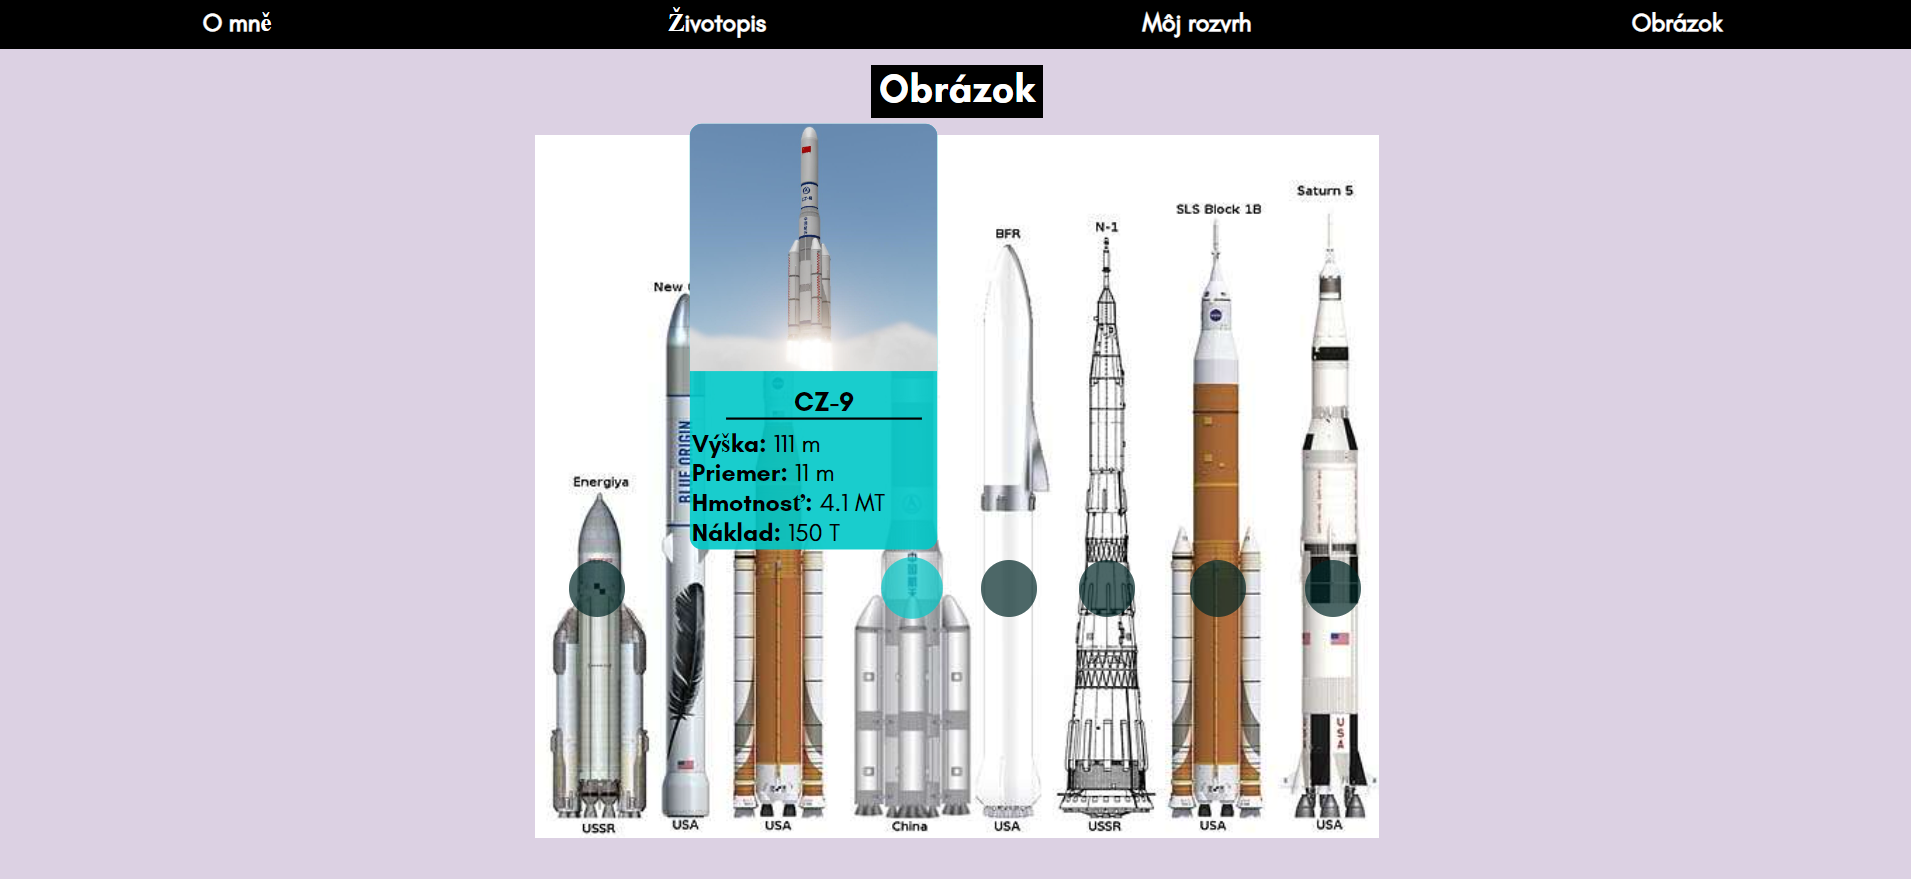 O mně
Životopis
Môj rozvrh
Obrázok
Obrázok
Saturn 5
SLS Block 1B
N-1
BFR
New
CZ-9
Výška: 111 m
Priemer: 11 m
Hmotnosť: 4.1 MT
Náklad: 150 T
BLUE ORIGIN
Energiya
USA
USSR
USA
USA
China
USA
USSR
USA
USA